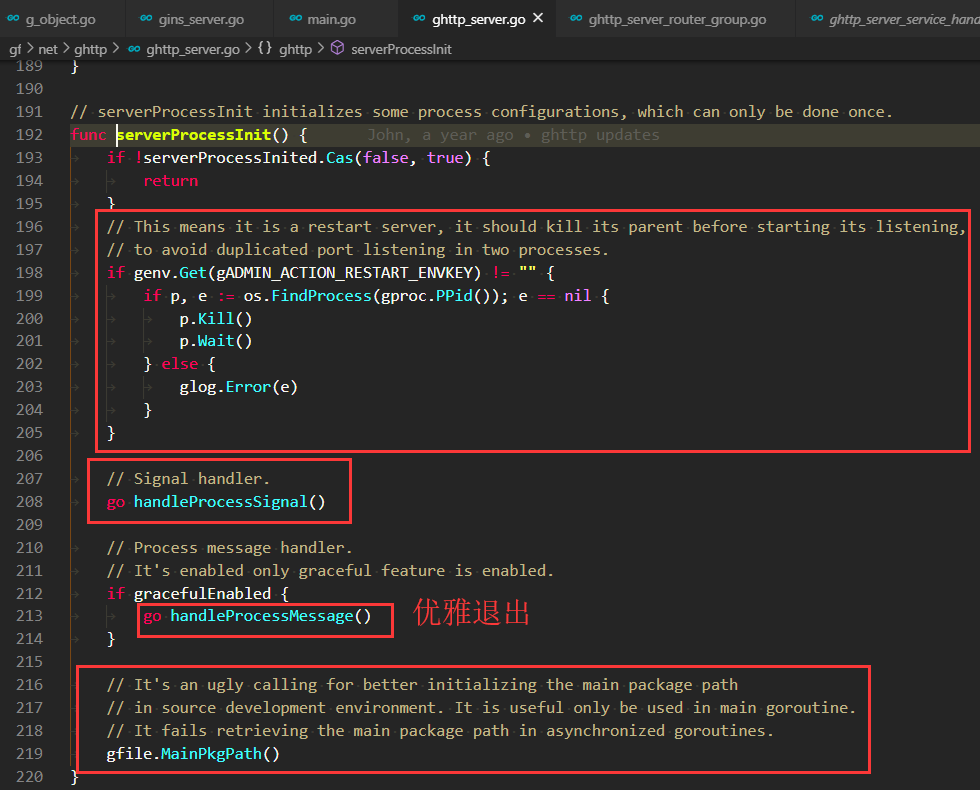 g_object.go gins_server.go main.go ghttp_server.go ghttp_server_router_group.go ghttp_server_service_hand
gf > net > ghttp > ghttp_server.go > {} ghttp > serverProcessInit
189 }
190
191 // serverProcessInit initializes some process configurations, which can only be done once.
192 func serverProcessInit() { John, a year ago • ghttp updates
193 if !serverProcessInited.Cas(false, true) {
194 return
195 }
196 // This means it is a restart server, it should kill its parent before starting its listening,
197 // to avoid duplicated port listening in two processes.
198 if genv.Get(gADMIN_ACTION_RESTART_ENVKEY) != "" {
199 if p, e := os.FindProcess(gproc.PPid()); e == nil {
200 p.Kill()
201 p.Wait()
202 } else {
203 glog.Error(e)
204 }
205 }
206
207 // Signal handler.
208 go handleProcessSignal()
209
210 // Process message handler.
211 // It's enabled only graceful feature is enabled.
212 if gracefulEnabled {
213 go handleProcessMessage() 优雅退出
214 }
215
216 // It's an ugly calling for better initializing the main package path
217 // in source development environment. It is useful only be used in main goroutine.
218 // It fails retrieving the main package path in asynchronized goroutines.
219 gfile.MainPkgPath()
220 }